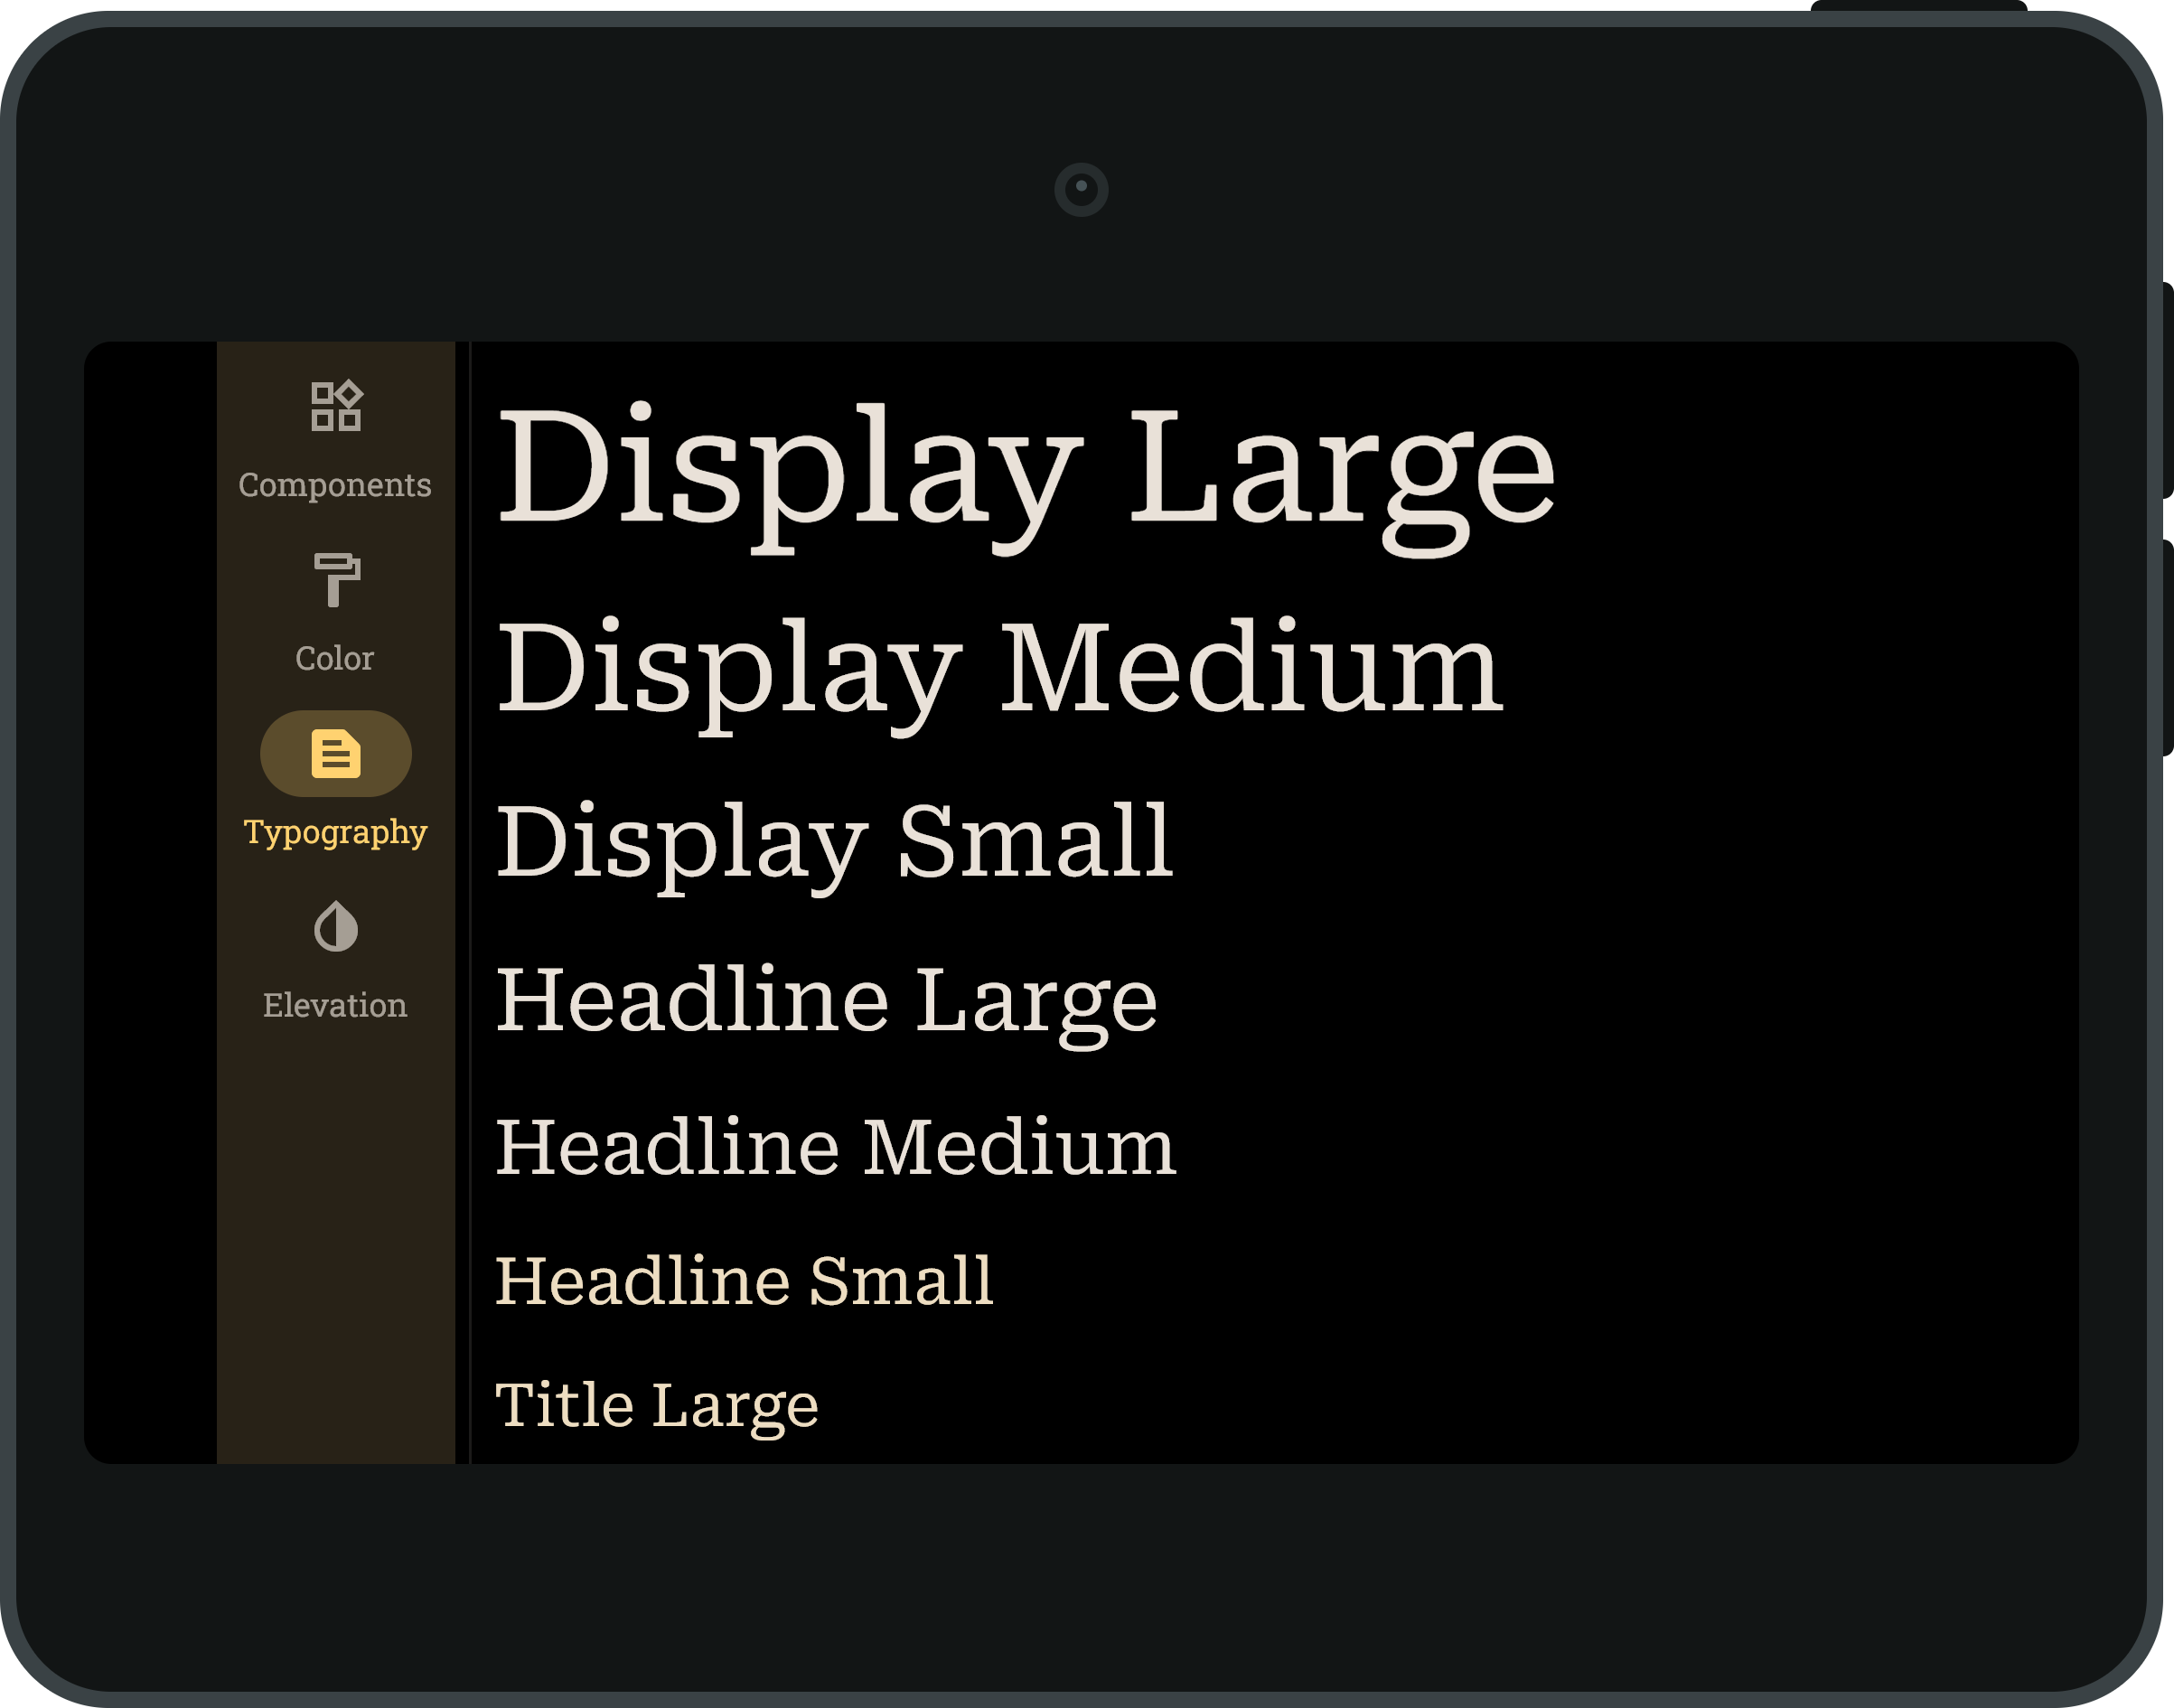 Components
Color
Typography
Elevation
Display Large
Display Medium
Display Small
Headline Large
Headline Medium
Headline Small
Title Large